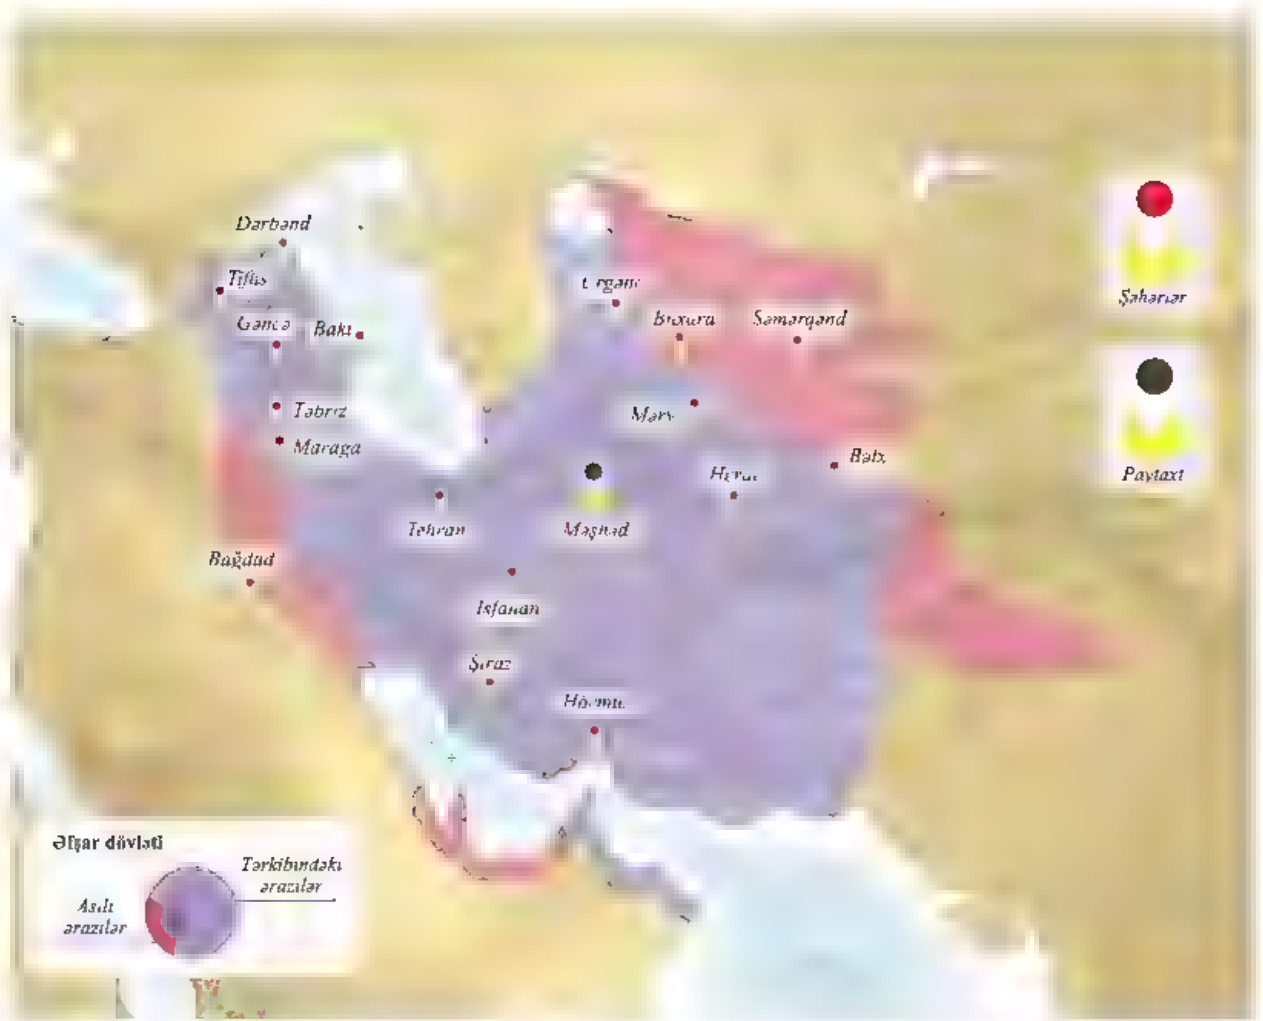 Dərbənd
Tiflis
Gəncə
Bakı
Təbriz
Marağa
Buxara
Səmərqənd
Mərv
Bəlx
Tehran
Məşhəd
Bağdad
İsfahan
Şiraz
Şəhərlər
Paytaxt
Əfşar dövləti
Tərkibindəki
ərazilər
Asılı
ərazilər